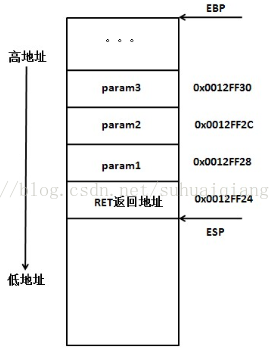 EBP
。。。
高地址
param3 0x0012FF30
param2 0x0012FF2C
param1 0x0012FF28
//blog.csdn.net/suhuaiqiang
RET返回地址 0x0012FF24
ESP
低地址